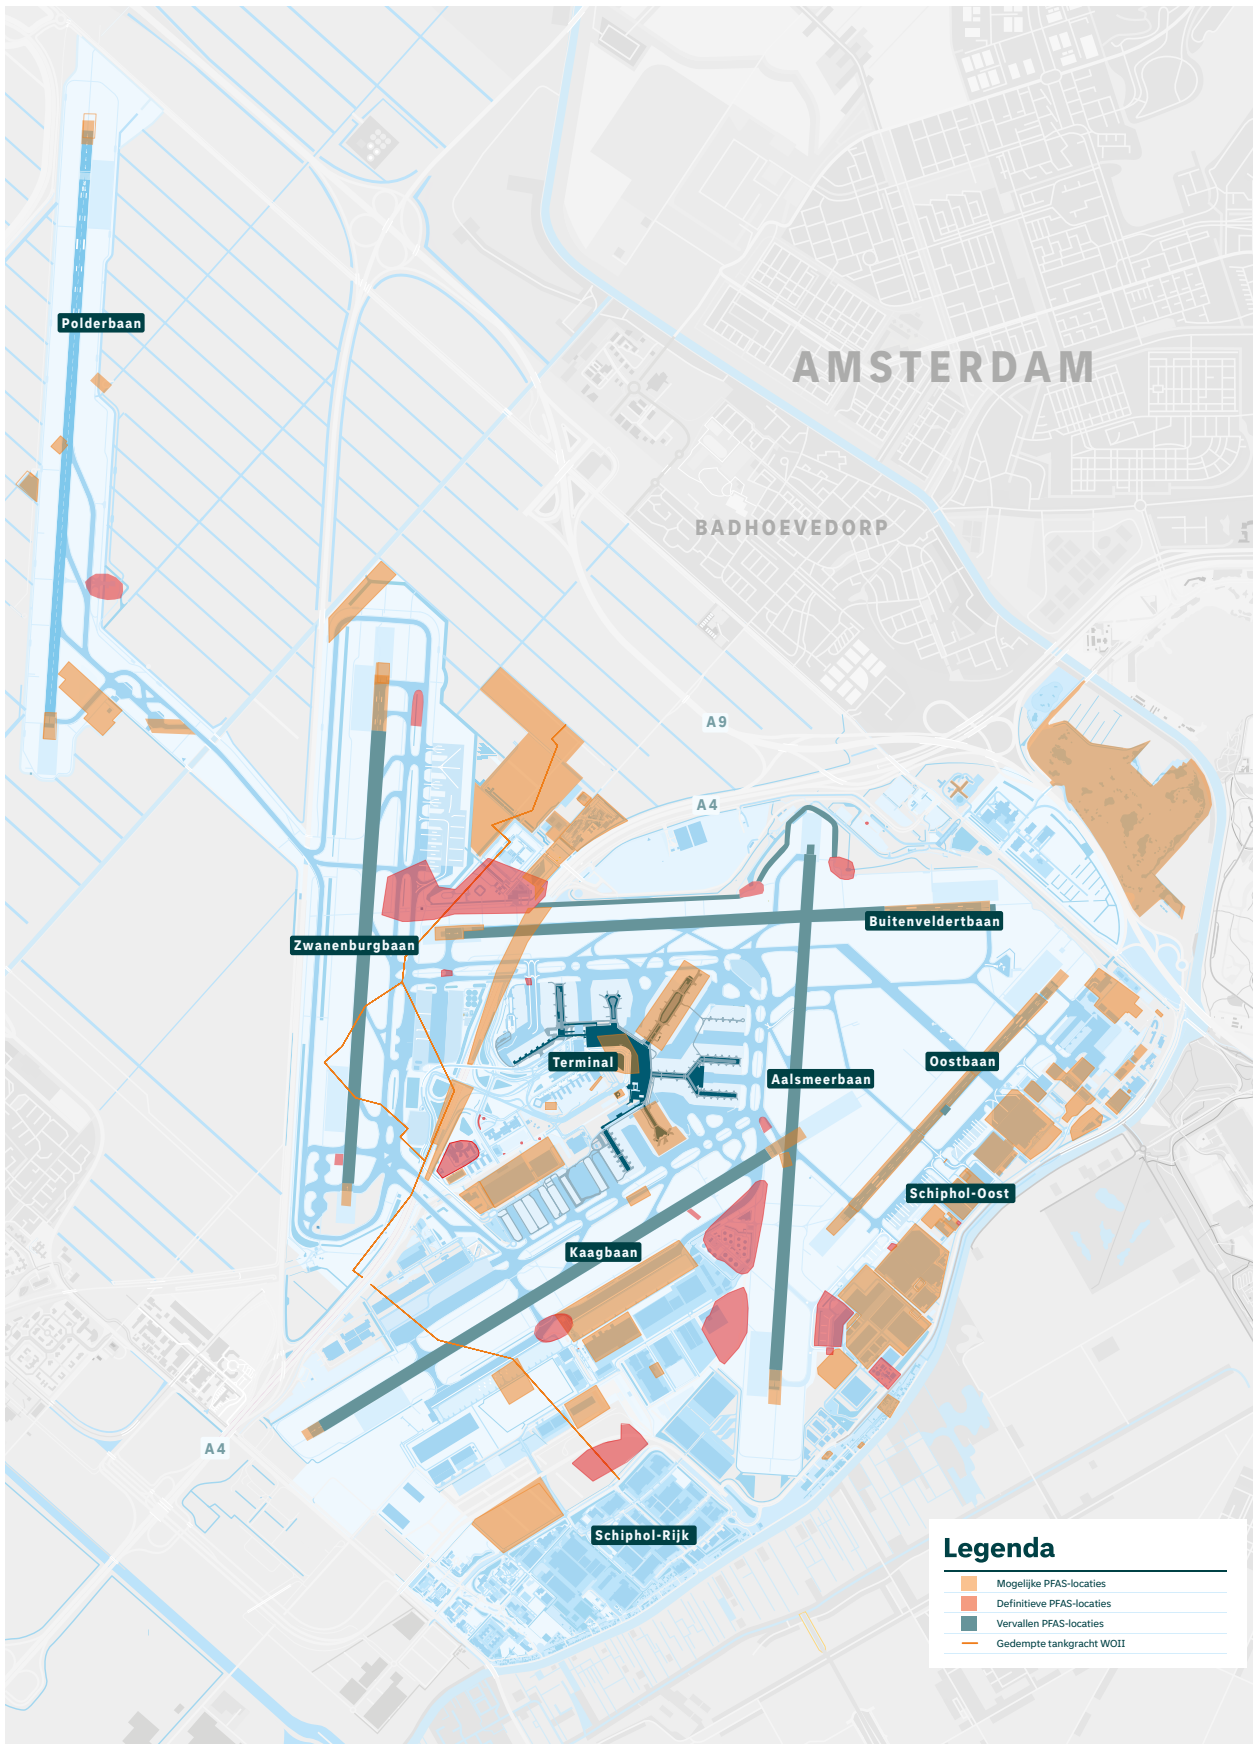 Polderbaan
AMSTERDAM
BADHOEVEDORP
A9
A4
Buitenveldertbaan
Zwanenburgbaan
Terminal
Oostbaan
Aalsmeerbaan
Schiphol-Oost
Kaagbaan
A4
Schiphol-Rijk
Legenda
Mogelijke PFAS-locaties
Definitieve PFAS-locaties
Vervallen PFAS-locaties
Gedempte tankgracht WOII